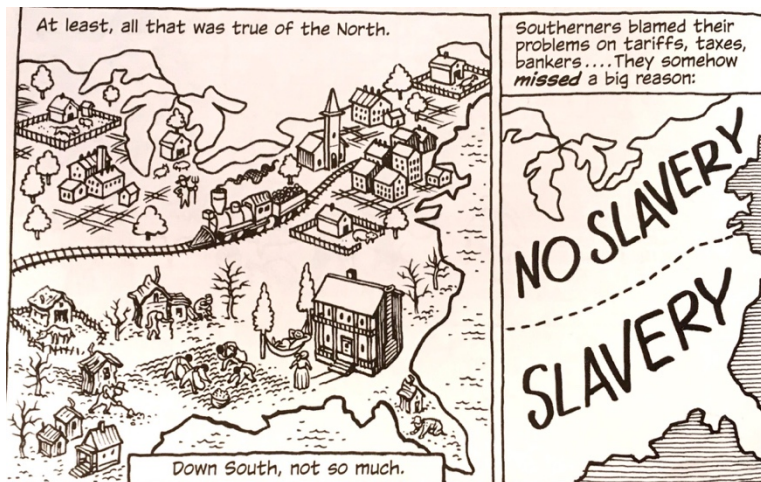 At least, all that was true of the North.
Down South, not so much.
Southerners blamed their
problems on tariffs, taxes,
bankers....They somehow
missed a big reason:
NO SLAVERY
SLAVERY